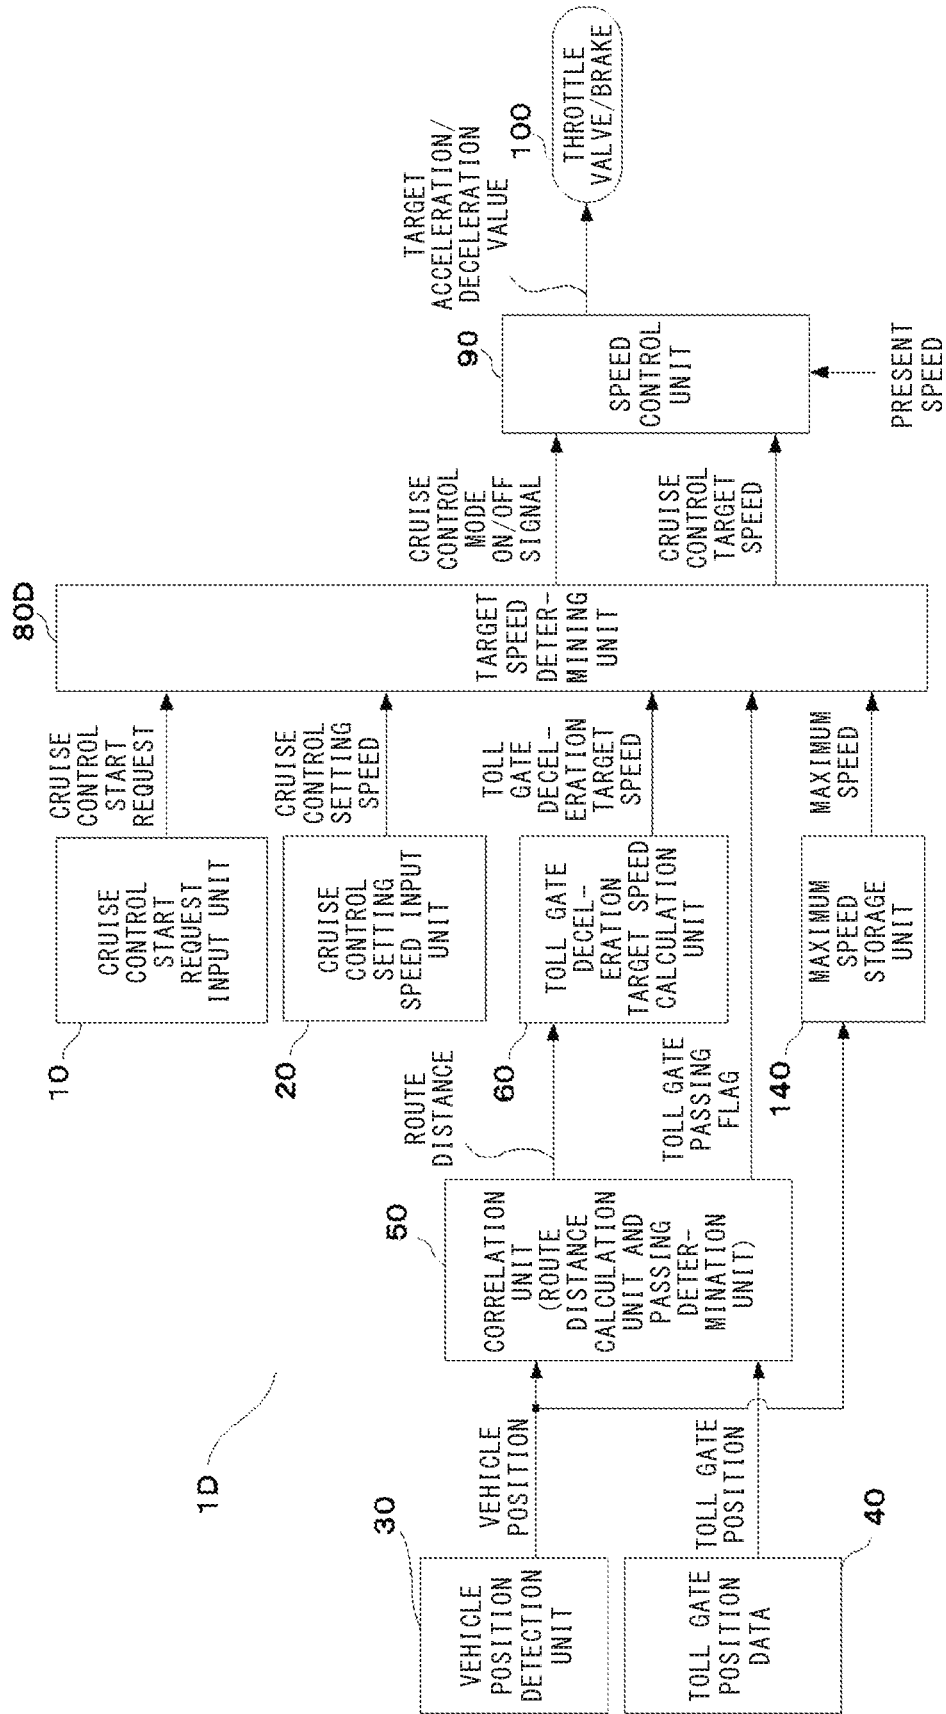 1D
30
VEHICLE
POSITION
DETECTION
UNIT
TOLL GATE
POSITION
DATA
40
VEHICLE
POSITION
TOLL GATE
POSITION
50
CORRELATION
UNIT
(ROUTE
DISTANCE
CALCULATION
UNIT AND
PASSING
DETER-
MINATION
UNIT)
ROUTE
DISTANCE
TOLL GATE
PASSING
FLAG
10
CRUISE
CONTROL
START
REQUEST
INPUT UNIT
20
CRUISE
CONTROL
SETTING
SPEED INPUT
UNIT
60
TOLL GATE
DECEL-
ERATION
TARGET SPEED
CALCULATION
UNIT
140
MAXIMUM
SPEED
STORAGE
UNIT
CRUISE
CONTROL
START
REQUEST
CRUISE
CONTROL
SETTING
SPEED
TOLL
GATE
DECEL-
ERATION
TARGET
SPEED
MAXIMUM
SPEED
80D
TARGET
SPEED
DETER-
MINING
UNIT
CRUISE
CONTROL
MODE
ON/OFF
SIGNAL
CRUISE
CONTROL
TARGET
SPEED
90
SPEED
CONTROL
UNIT
PRESENT
SPEED
TARGET
ACCELERATION/
DECELERATION
VALUE
100
THROTTLE
VALVE/BRAKE